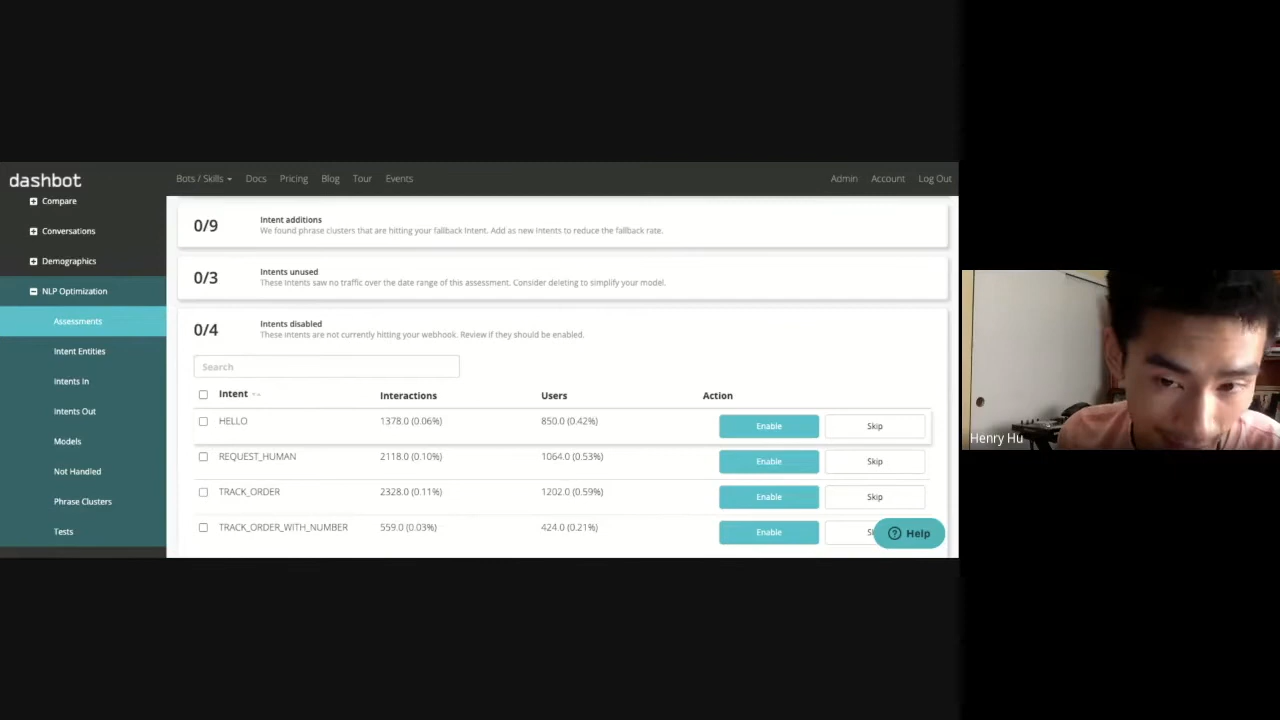 dashbot
Bots / Skills
Docs
Pricing
Blog
Tour
Events
Admin
Account
Log Out
Compare
Conversations
Demographics
NLP Optimization
Assessments
Intent Entities
Intents In
Intents Out
Models
Not Handled
Phrase Clusters
Tests
0/9
Intent additions
We found phrase clusters that are hitting your fallback Intent. Add as new Intents to reduce the fallback rate.
0/3
Intents unused
These Intents saw no traffic over the date range of this assessment. Consider deleting to simplify your model.
0/4
Intents disabled
These intents are not currently hitting your webhook. Review if they should be enabled.
Search
Intent Interactions Users Action
HELLO 1378.0 (0.06%) 850.0 (0.42%) Enable Skip
REQUEST_HUMAN 2118.0 (0.10%) 1064.0 (0.53%) Enable Skip
TRACK_ORDER 2328.0 (0.11%) 1202.0 (0.59%) Enable Skip
TRACK_ORDER_WITH_NUMBER 559.0 (0.03%) 424.0 (0.21%) Enable
Help
Henry Hu